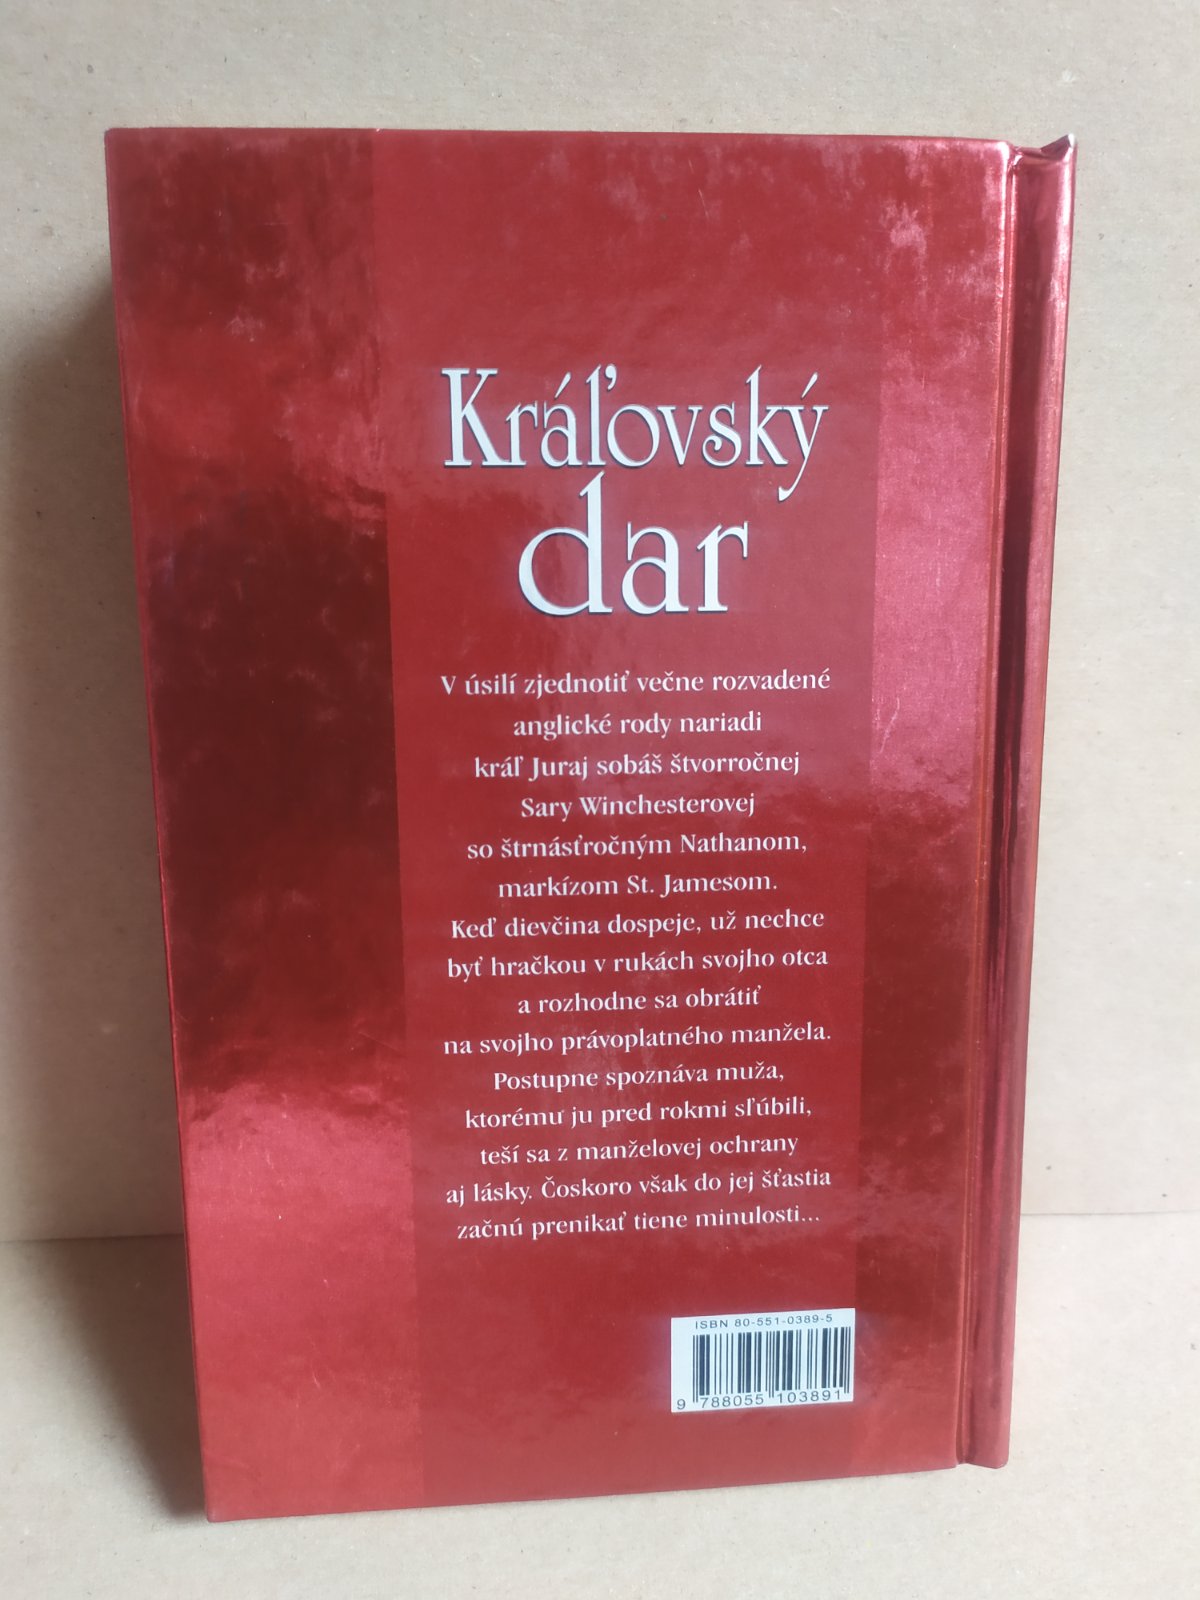 Kráľovský
dar
V úsilí zjednotiť večne rozvadené
anglické rody nariadi
kráľ Juraj sobáš štvorročnej
Sary Winchesterovej
so štrnásťročným Nathanom,
markízom St. Jamesom.
Keď dievčina dospeje, už nechce
byť hračkou v rukách svojho otca
a rozhodne sa obrátiť
na svojho právoplatného manžela.
Postupne spoznáva muža,
ktorému ju pred rokmi sľúbili,
teší sa z manželovej ochrany
aj lásky. Čoskoro však do jej šťastia
začnú prenikať tiene minulosti...
ISBN 80-551-0389-5
9 788055 103891